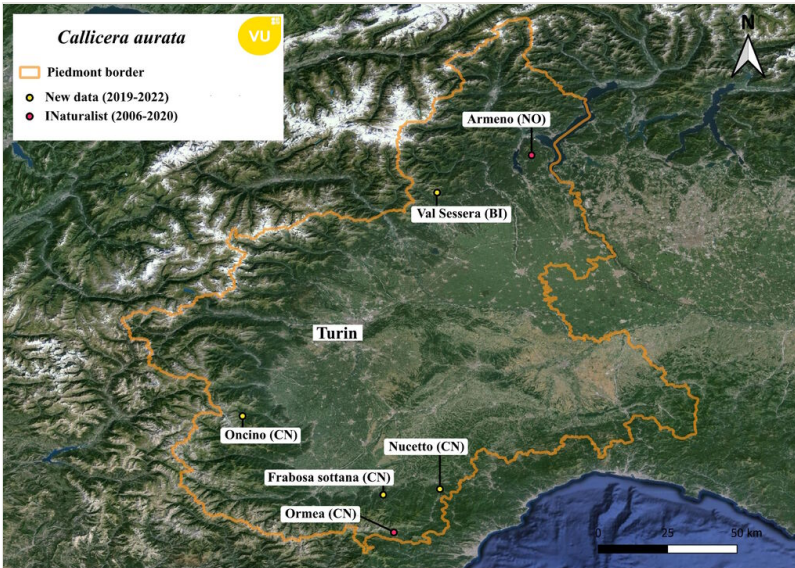 Callicera aurata
VU
Piedmont border
New data (2019-2022)
INaturalist (2006-2020)
N
Armeno (NO)
Val Sessera (BI)
Turin
Oncino (CN)
Nucetto (CN)
Frabosa sottana (CN)
Ormea (CN)
0 25 50 km